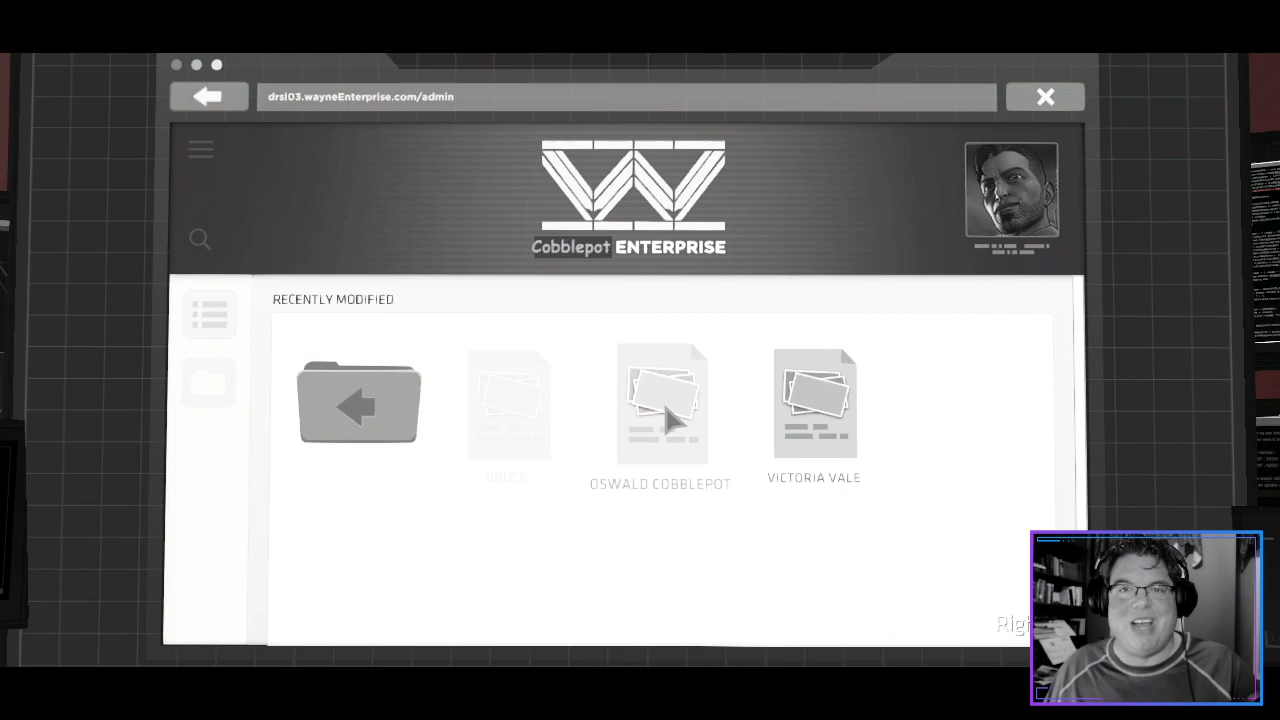 drsl03.wayneEnterprise.com/admin
Cobblepot ENTERPRISE
RECENTLY MODIFIED
BRUCE
OSWALD COBBLEPOT
VICTORIA VALE